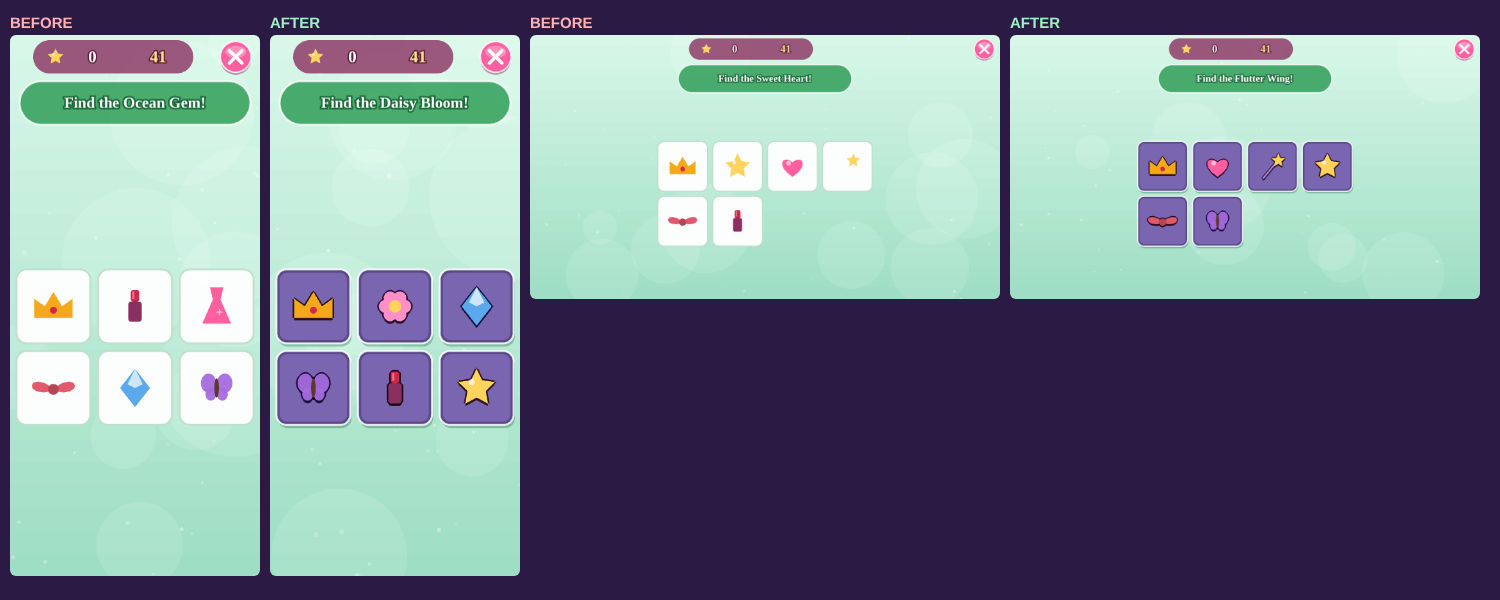 BEFORE
AFTER
BEFORE
AFTER
0
41
0
41
0
41
0
41
Find the Ocean Gem!
Find the Daisy Bloom!
Find the Sweet Heart!
Find the Flutter Wing!